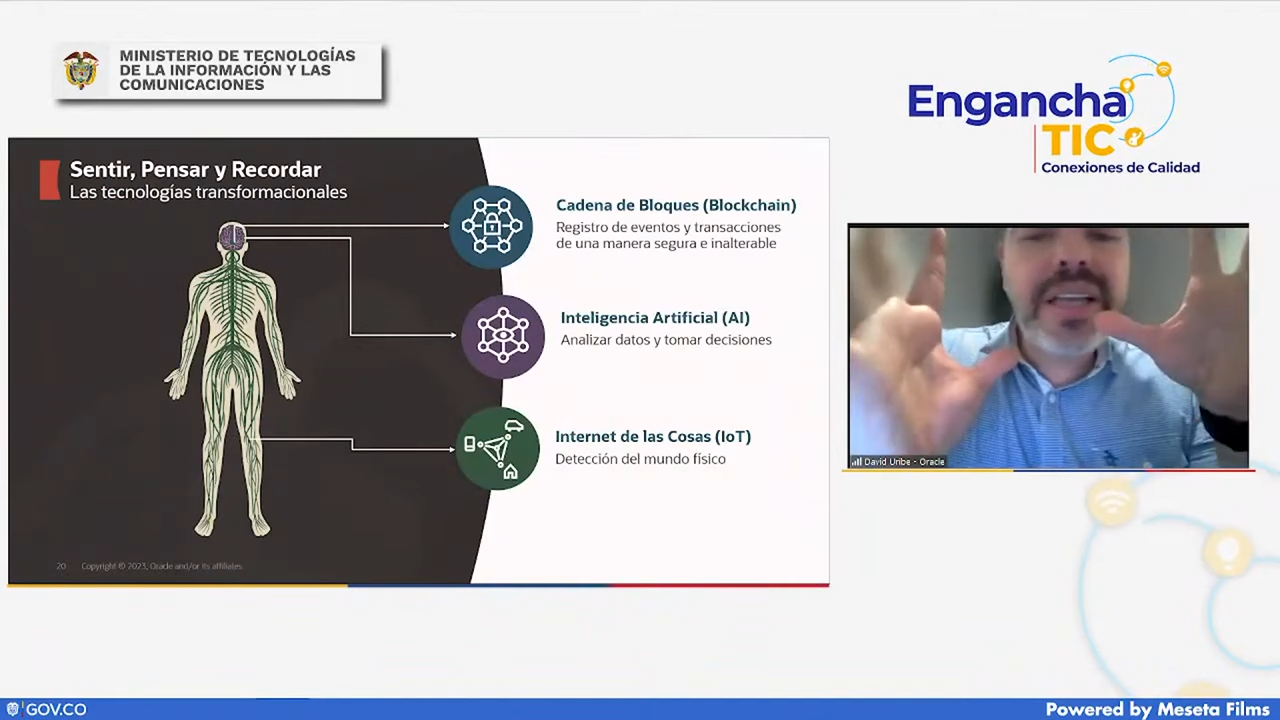 MINISTERIO DE TECNOLOGÍAS
DE LA INFORMACIÓN Y LAS
COMUNICACIONES
Engancha
TIC
Conexiones de Calidad
Sentir, Pensar y Recordar
Las tecnologías transformacionales
Cadena de Bloques (Blockchain)
Registro de eventos y transacciones
de una manera segura e inalterable
Inteligencia Artificial (AI)
Analizar datos y tomar decisiones
Internet de las Cosas (IoT)
Detección del mundo físico
20 Copyright © 2023, Oracle and/or its affiliates
David Uribe - Oracle
GOV.CO
Powered by Meseta Films